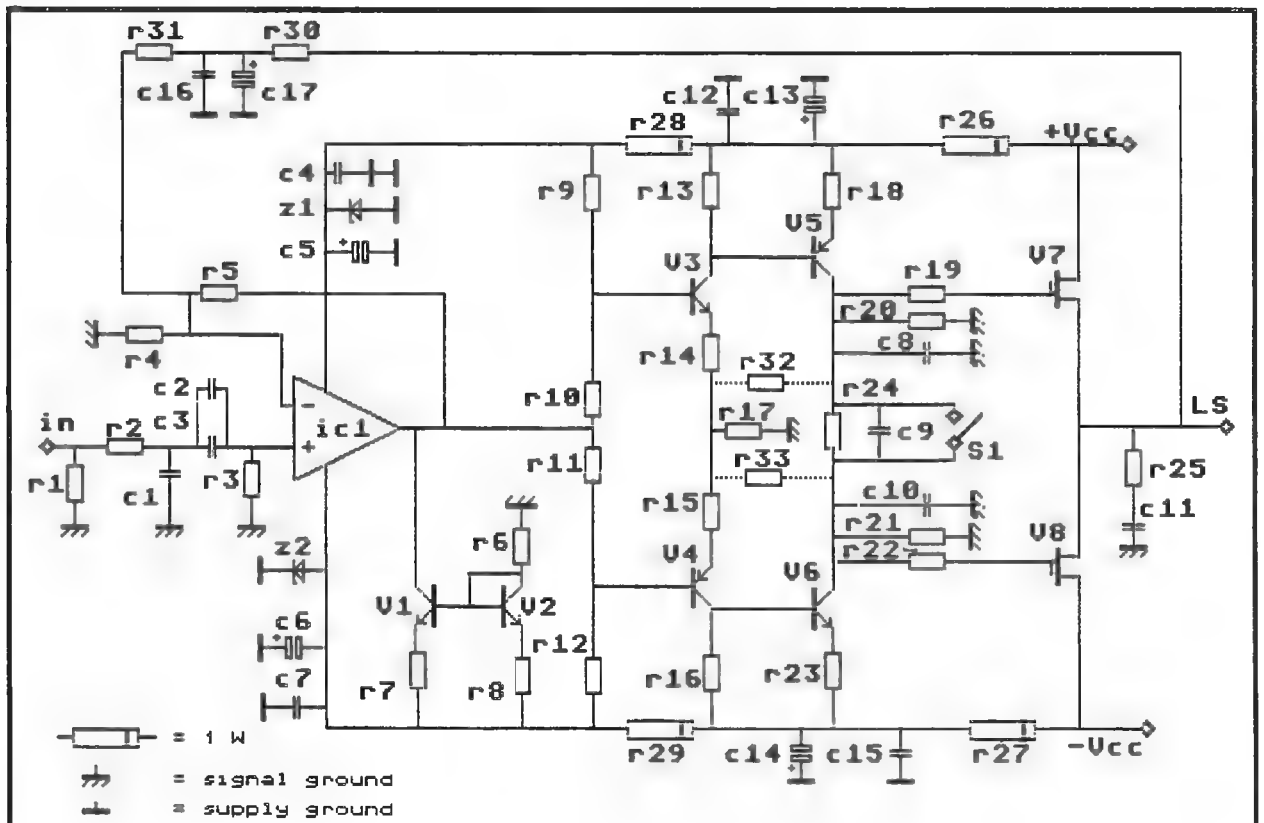 r31 r30
c16 c17
c12 c13
r28 r26 +Vcc
c4 r9 r13 r18
z1
c5
V5
V3 r19 V7
r5
r20
r4 c8
r14
r32
c2 r24
c3 r10
in r2 - ic1 r17 c9 LS
+ S1
r11
r1 c1 r3 r33 r25
c10
r15 c11
r6 r21
V8
r22
z2 V4 V6
V1 V2
c6 r12
r7 r8 r16 r23
c7
= 1 W
r29 c14 c15 r27 -Vcc
= signal ground
= supply ground